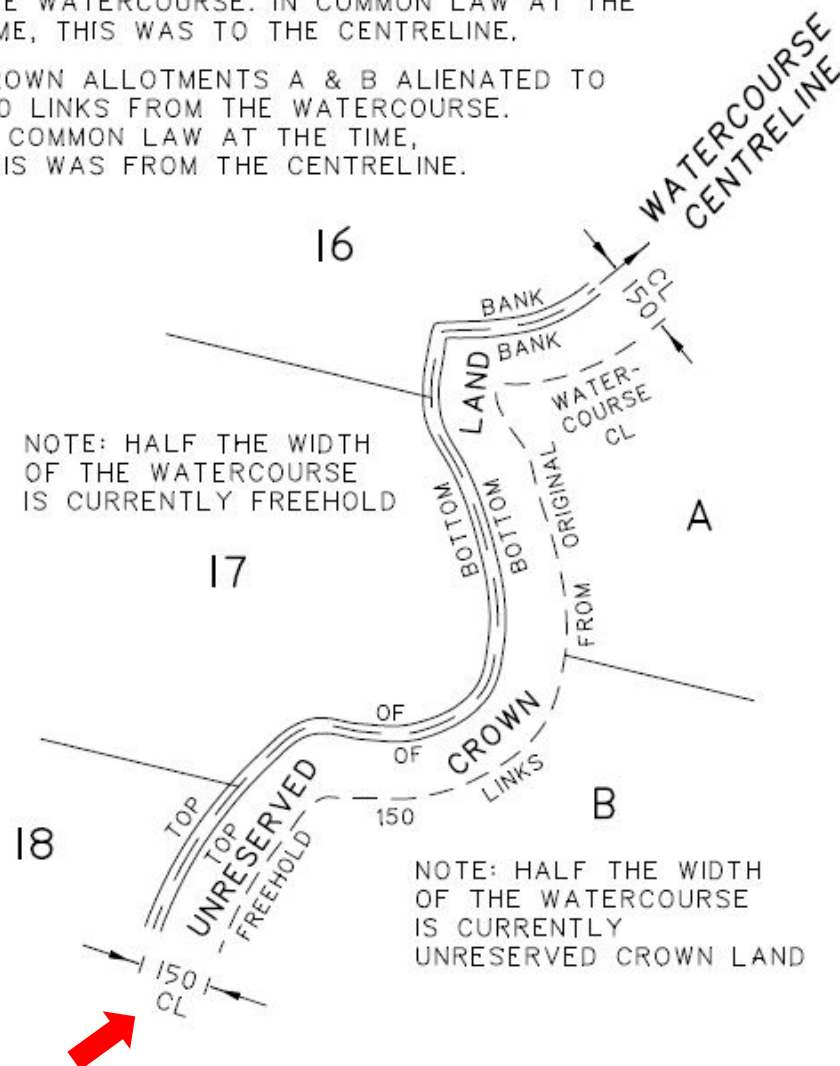 E WATERCOURSE. IN COMMON LAW AT THE
ME, THIS WAS TO THE CENTRELINE.
OWN ALLOTMENTS A & B ALIENATED TO
0 LINKS FROM THE WATERCOURSE.
COMMON LAW AT THE TIME,
IS WAS FROM THE CENTRELINE.
WATERCOURSE
CENTRELINE
16
BANK
BANK
CL
150
LAND
WATER-
COURSE
CL
NOTE: HALF THE WIDTH
OF THE WATERCOURSE
IS CURRENTLY FREEHOLD
BOTTOM
BOTTOM
ORIGINAL
A
17
FROM
OF
OF
CROWN
LINKS
150
B
TOP
TOP
UNRESERVED
FREEHOLD
18
NOTE: HALF THE WIDTH
OF THE WATERCOURSE
IS CURRENTLY
UNRESERVED CROWN LAND
150
CL